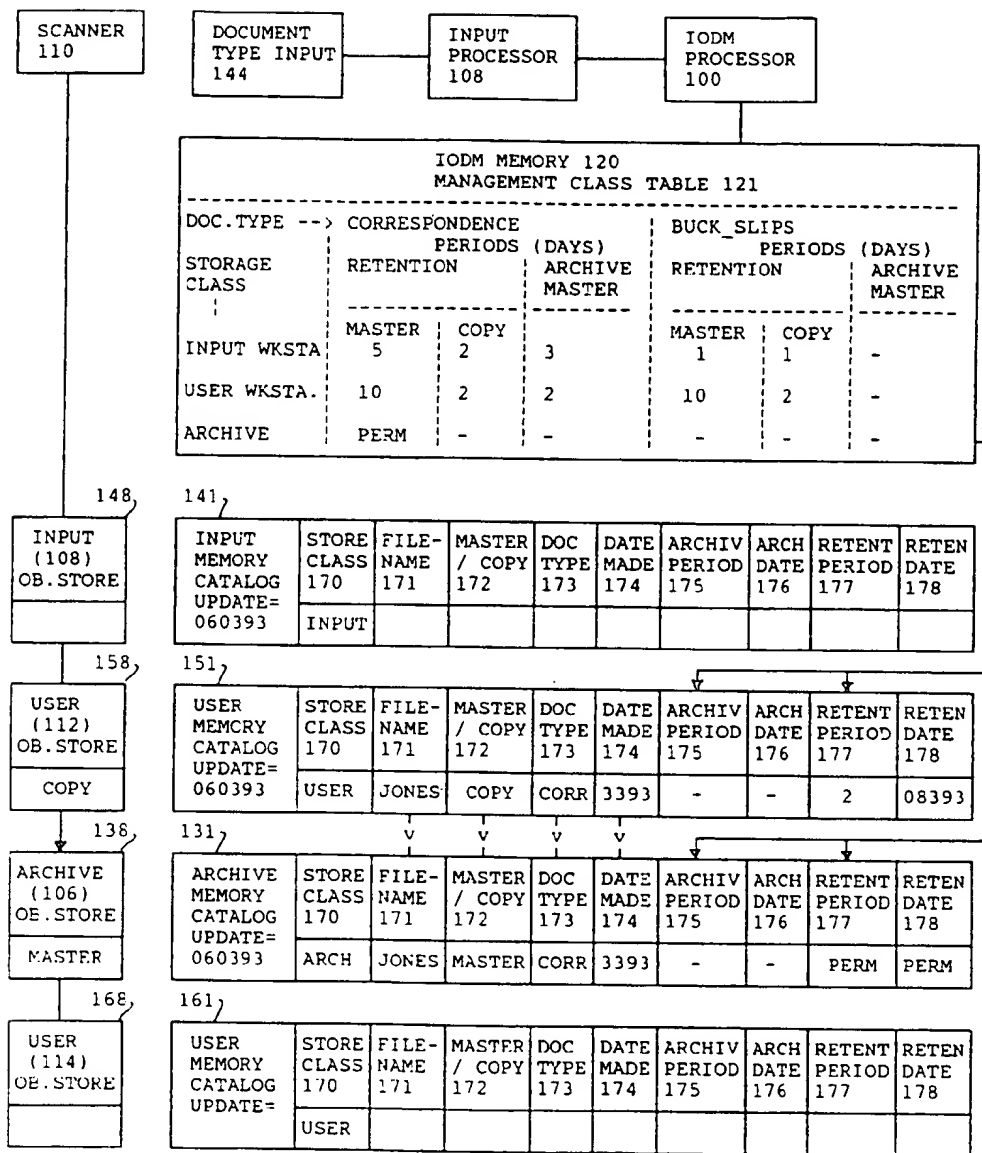 SCANNER 110
DOCUMENT TYPE INPUT 144
INPUT PROCESSOR 108
IODM PROCESSOR 100
IODM MEMORY 120
MANAGEMENT CLASS TABLE 121
DOC.TYPE --> CORRESPONDENCE BUCK_SLIPS
PERIODS (DAYS) PERIODS (DAYS)
STORAGE RETENTION ARCHIVE RETENTION ARCHIVE
CLASS MASTER MASTER
MASTER COPY MASTER COPY
INPUT WKSTA 5 2 3 1 1 -
USER WKSTA. 10 2 2 10 2 -
ARCHIVE PERM - - - - -
148 141
INPUT (108) OB.STORE
INPUT STORE FILE- MASTER DOC DATE ARCHIV ARCH RETENT RETEN
MEMORY CLASS NAME / COPY TYPE MADE PERIOD DATE PERIOD DATE
CATALOG 170 171 172 173 174 175 176 177 178
UPDATE=
060393 INPUT
158 151
USER (112) OB.STORE
COPY
USER STORE FILE- MASTER DOC DATE ARCHIV ARCH RETENT RETEN
MEMORY CLASS NAME / COPY TYPE MADE PERIOD DATE PERIOD DATE
CATALOG 170 171 172 173 174 175 176 177 178
UPDATE=
060393 USER JONES COPY CORR 3393 - - 2 08393
v v v v
138 131
ARCHIVE (106) OB.STORE
MASTER
ARCHIVE STORE FILE- MASTER DOC DATE ARCHIV ARCH RETENT RETEN
MEMORY CLASS NAME / COPY TYPE MADE PERIOD DATE PERIOD DATE
CATALOG 170 171 172 173 174 175 176 177 178
UPDATE=
060393 ARCH JONES MASTER CORR 3393 - - PERM PERM
168 161
USER (114) OB.STORE
USER STORE FILE- MASTER DOC DATE ARCHIV ARCH RETENT RETEN
MEMORY CLASS NAME / COPY TYPE MADE PERIOD DATE PERIOD DATE
CATALOG 170 171 172 173 174 175 176 177 178
UPDATE=
USER